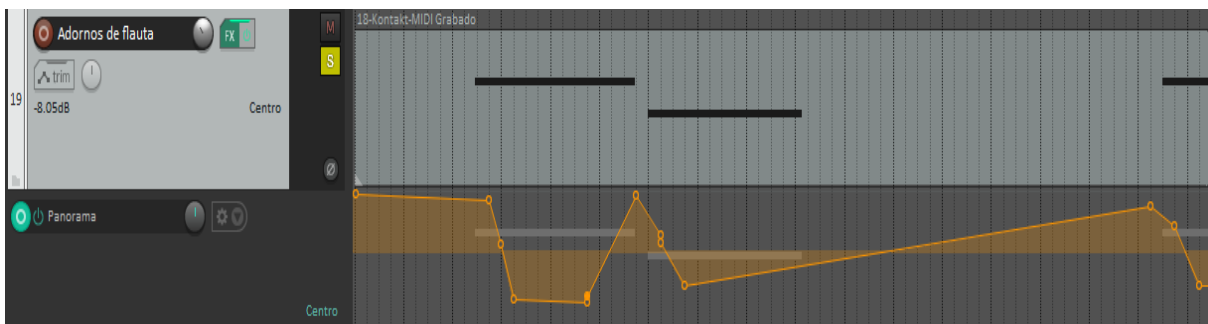 18-Kontakt-MIDI Grabado
Adornos de flauta
FX
M
S
trim
19
-8.05dB
Centro
Panorama
Centro